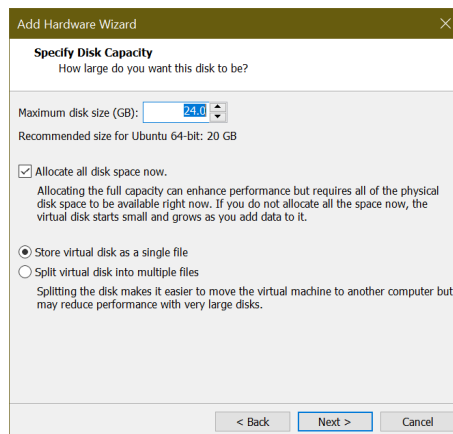 Add Hardware Wizard
Specify Disk Capacity
How large do you want this disk to be?
Maximum disk size (GB): 24.0
Recommended size for Ubuntu 64-bit: 20 GB
Allocate all disk space now.
Allocating the full capacity can enhance performance but requires all of the physical
disk space to be available right now. If you do not allocate all the space now, the
virtual disk starts small and grows as you add data to it.
Store virtual disk as a single file
Split virtual disk into multiple files
Splitting the disk makes it easier to move the virtual machine to another computer but
may reduce performance with very large disks.
< Back Next > Cancel